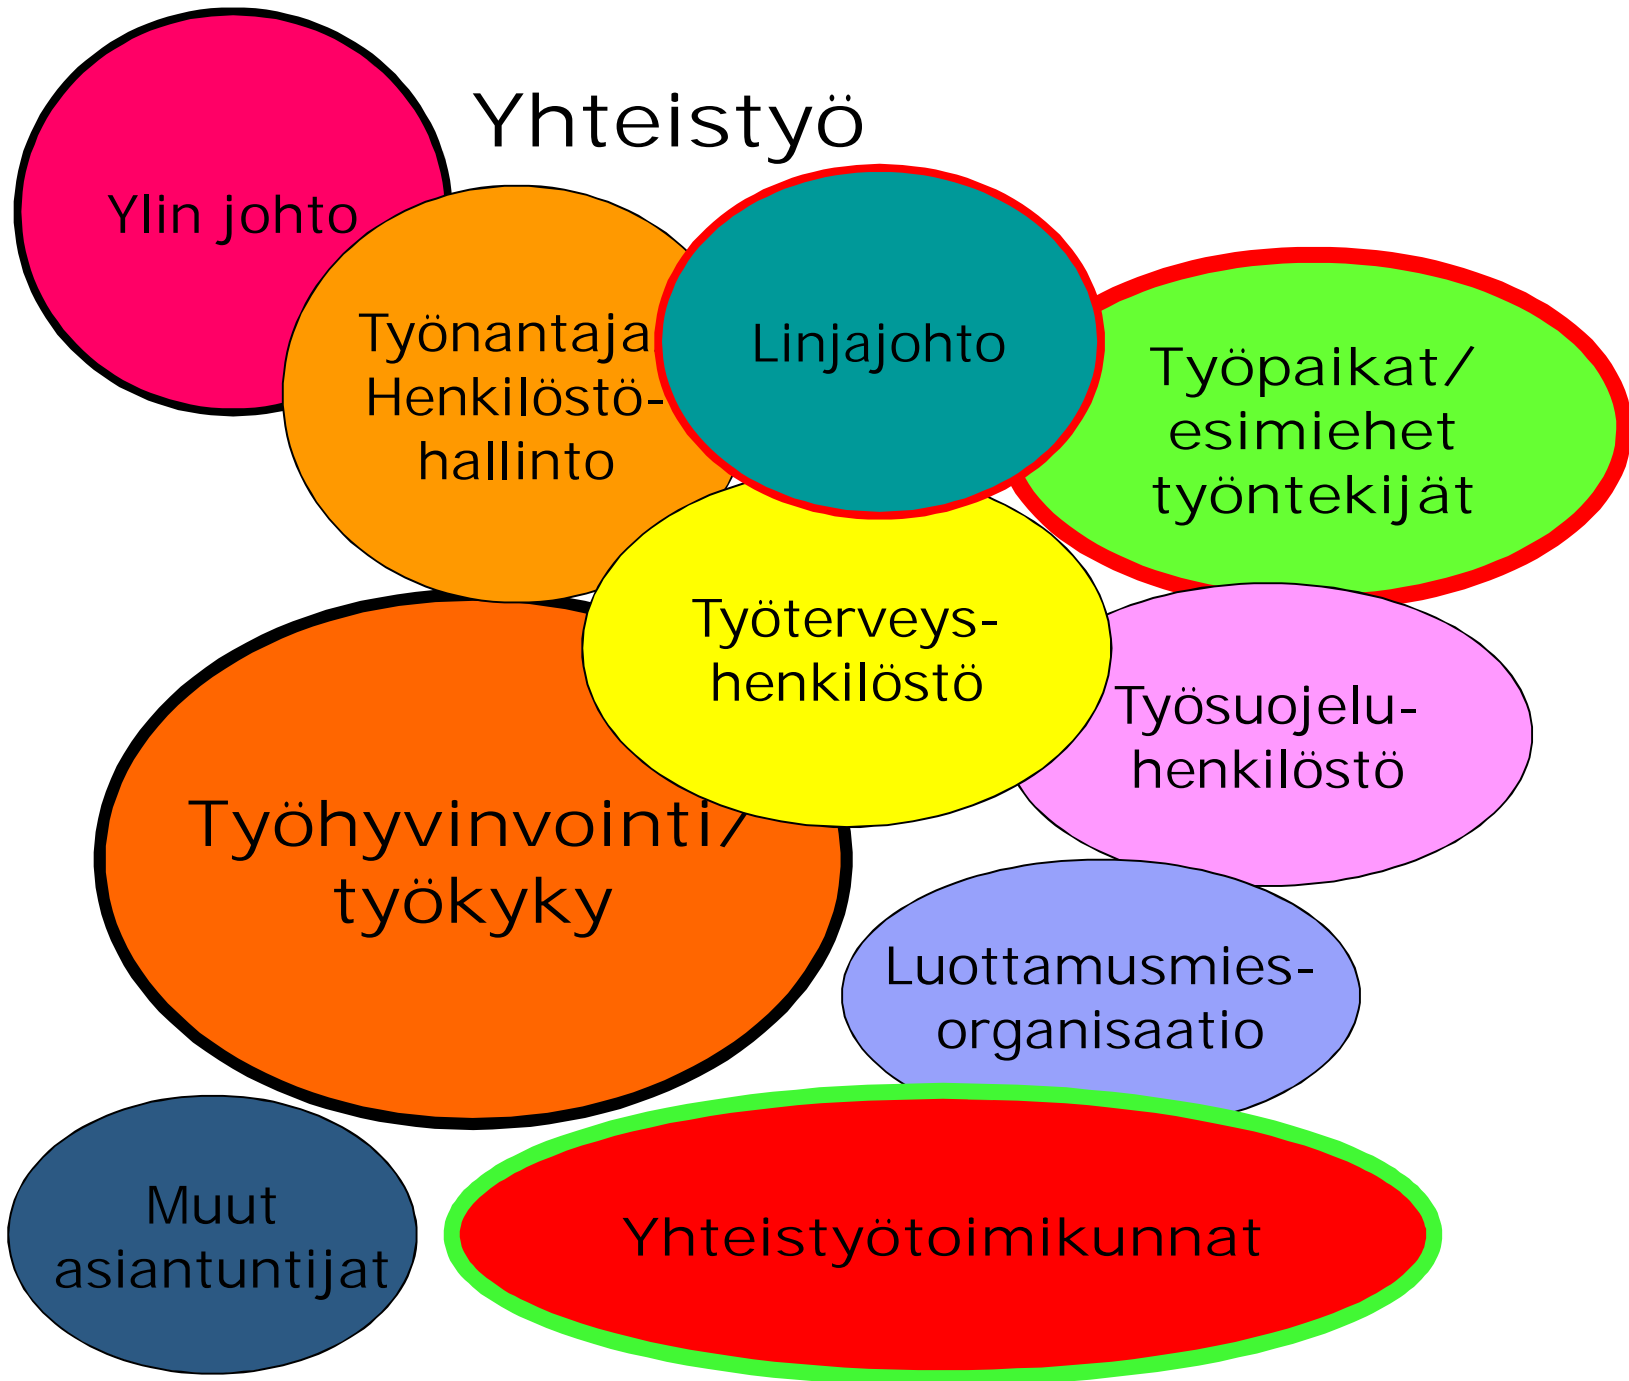 Yhteistyö
Ylin johto
Työnantaja
Henkilöstö-
hallinto
Linjajohto
Työpaikat/
esimiehet
työntekijät
Työterveys-
henkilöstö
Työsuojelu-
henkilöstö
Työhyvinvointi/
työkyky
Luottamusmies-
organisaatio
Muut
asiantuntijat
Yhteistyötoimikunnat